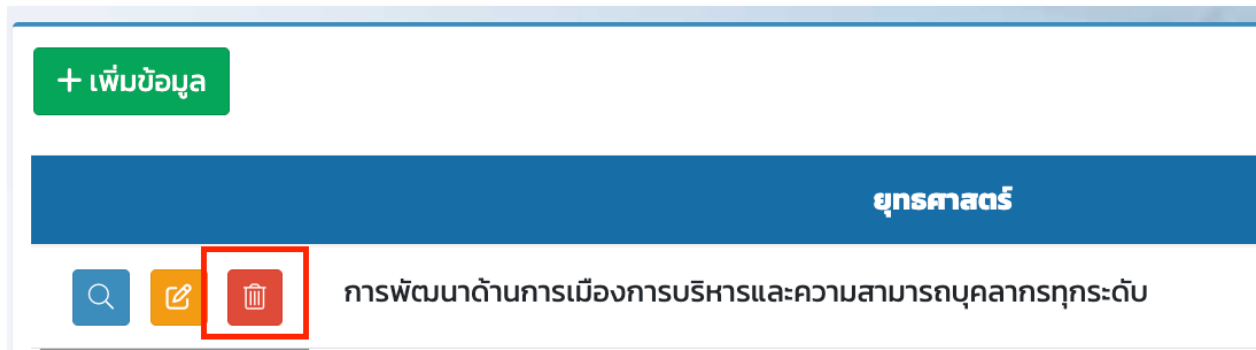 + เพิ่มข้อมูล
ยุทธศาสตร์
การพัฒนาด้านการเมืองการบริหารและความสามารถบุคลากรทุกระดับ